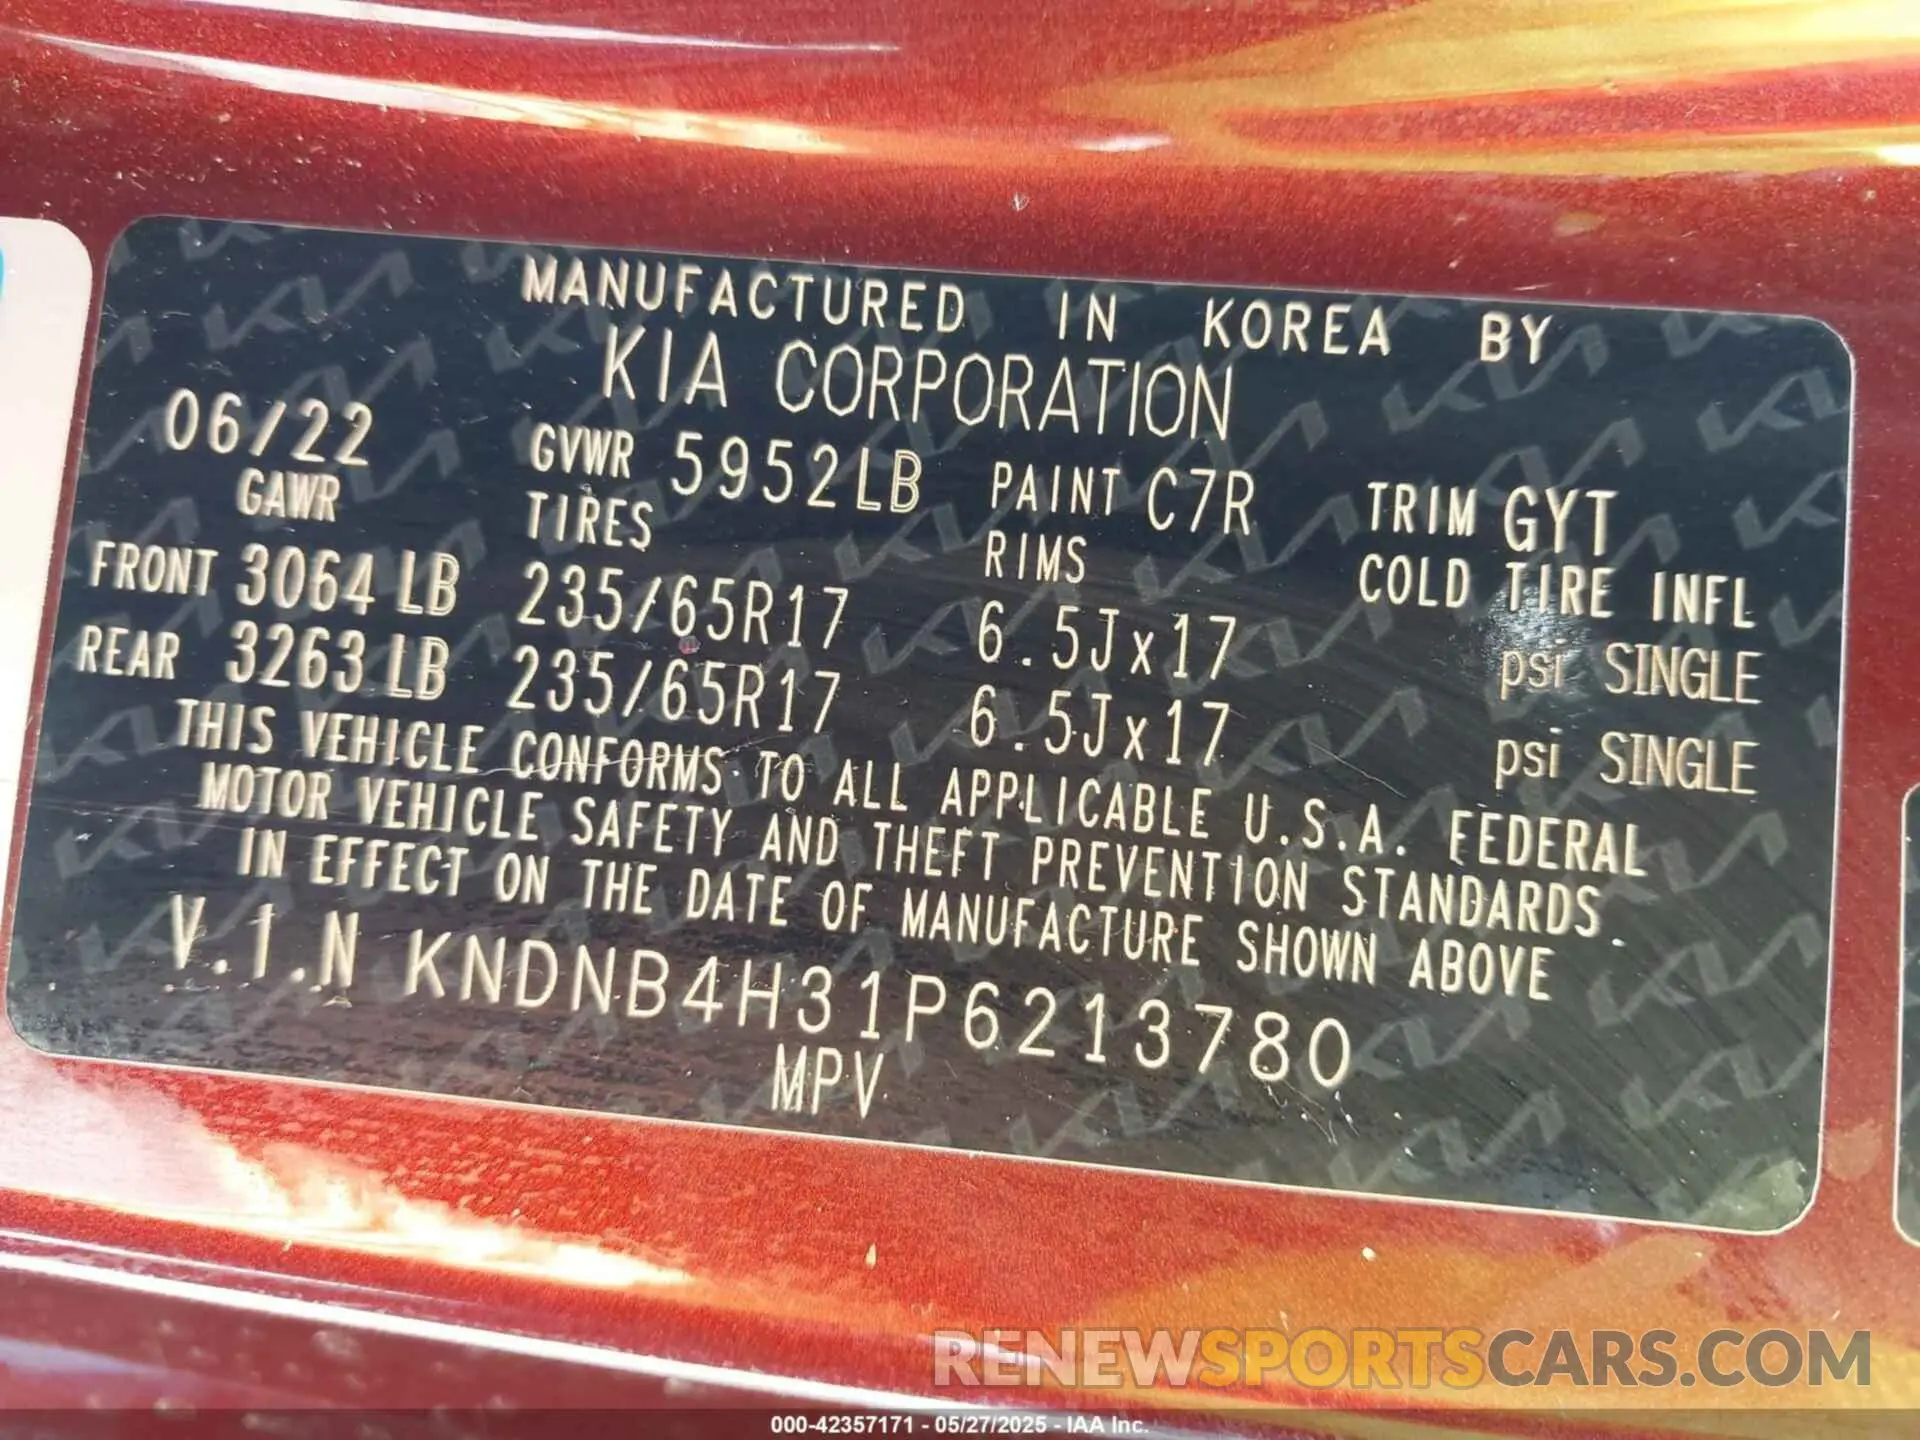 MANUFACTURED IN KOREA BY
KIA CORPORATION
06/22 GVWR 5952LB PAINT C7R TRIM GYT
GAWR TIRES RIMS COLD TIRE INFL
FRONT 3064 LB 235/65R17 6.5Jx17 psi SINGLE
REAR 3263 LB 235/65R17 6.5Jx17 psi SINGLE
THIS VEHICLE CONFORMS TO ALL APPLICABLE U.S.A. FEDERAL
MOTOR VEHICLE SAFETY AND THEFT PREVENTION STANDARDS
IN EFFECT ON THE DATE OF MANUFACTURE SHOWN ABOVE.
V.I.N KNDNB4H31P6213780
MPV
RENEWSPORTSCARS.COM
000-42357171 - 05/27/2025 - IAA Inc.